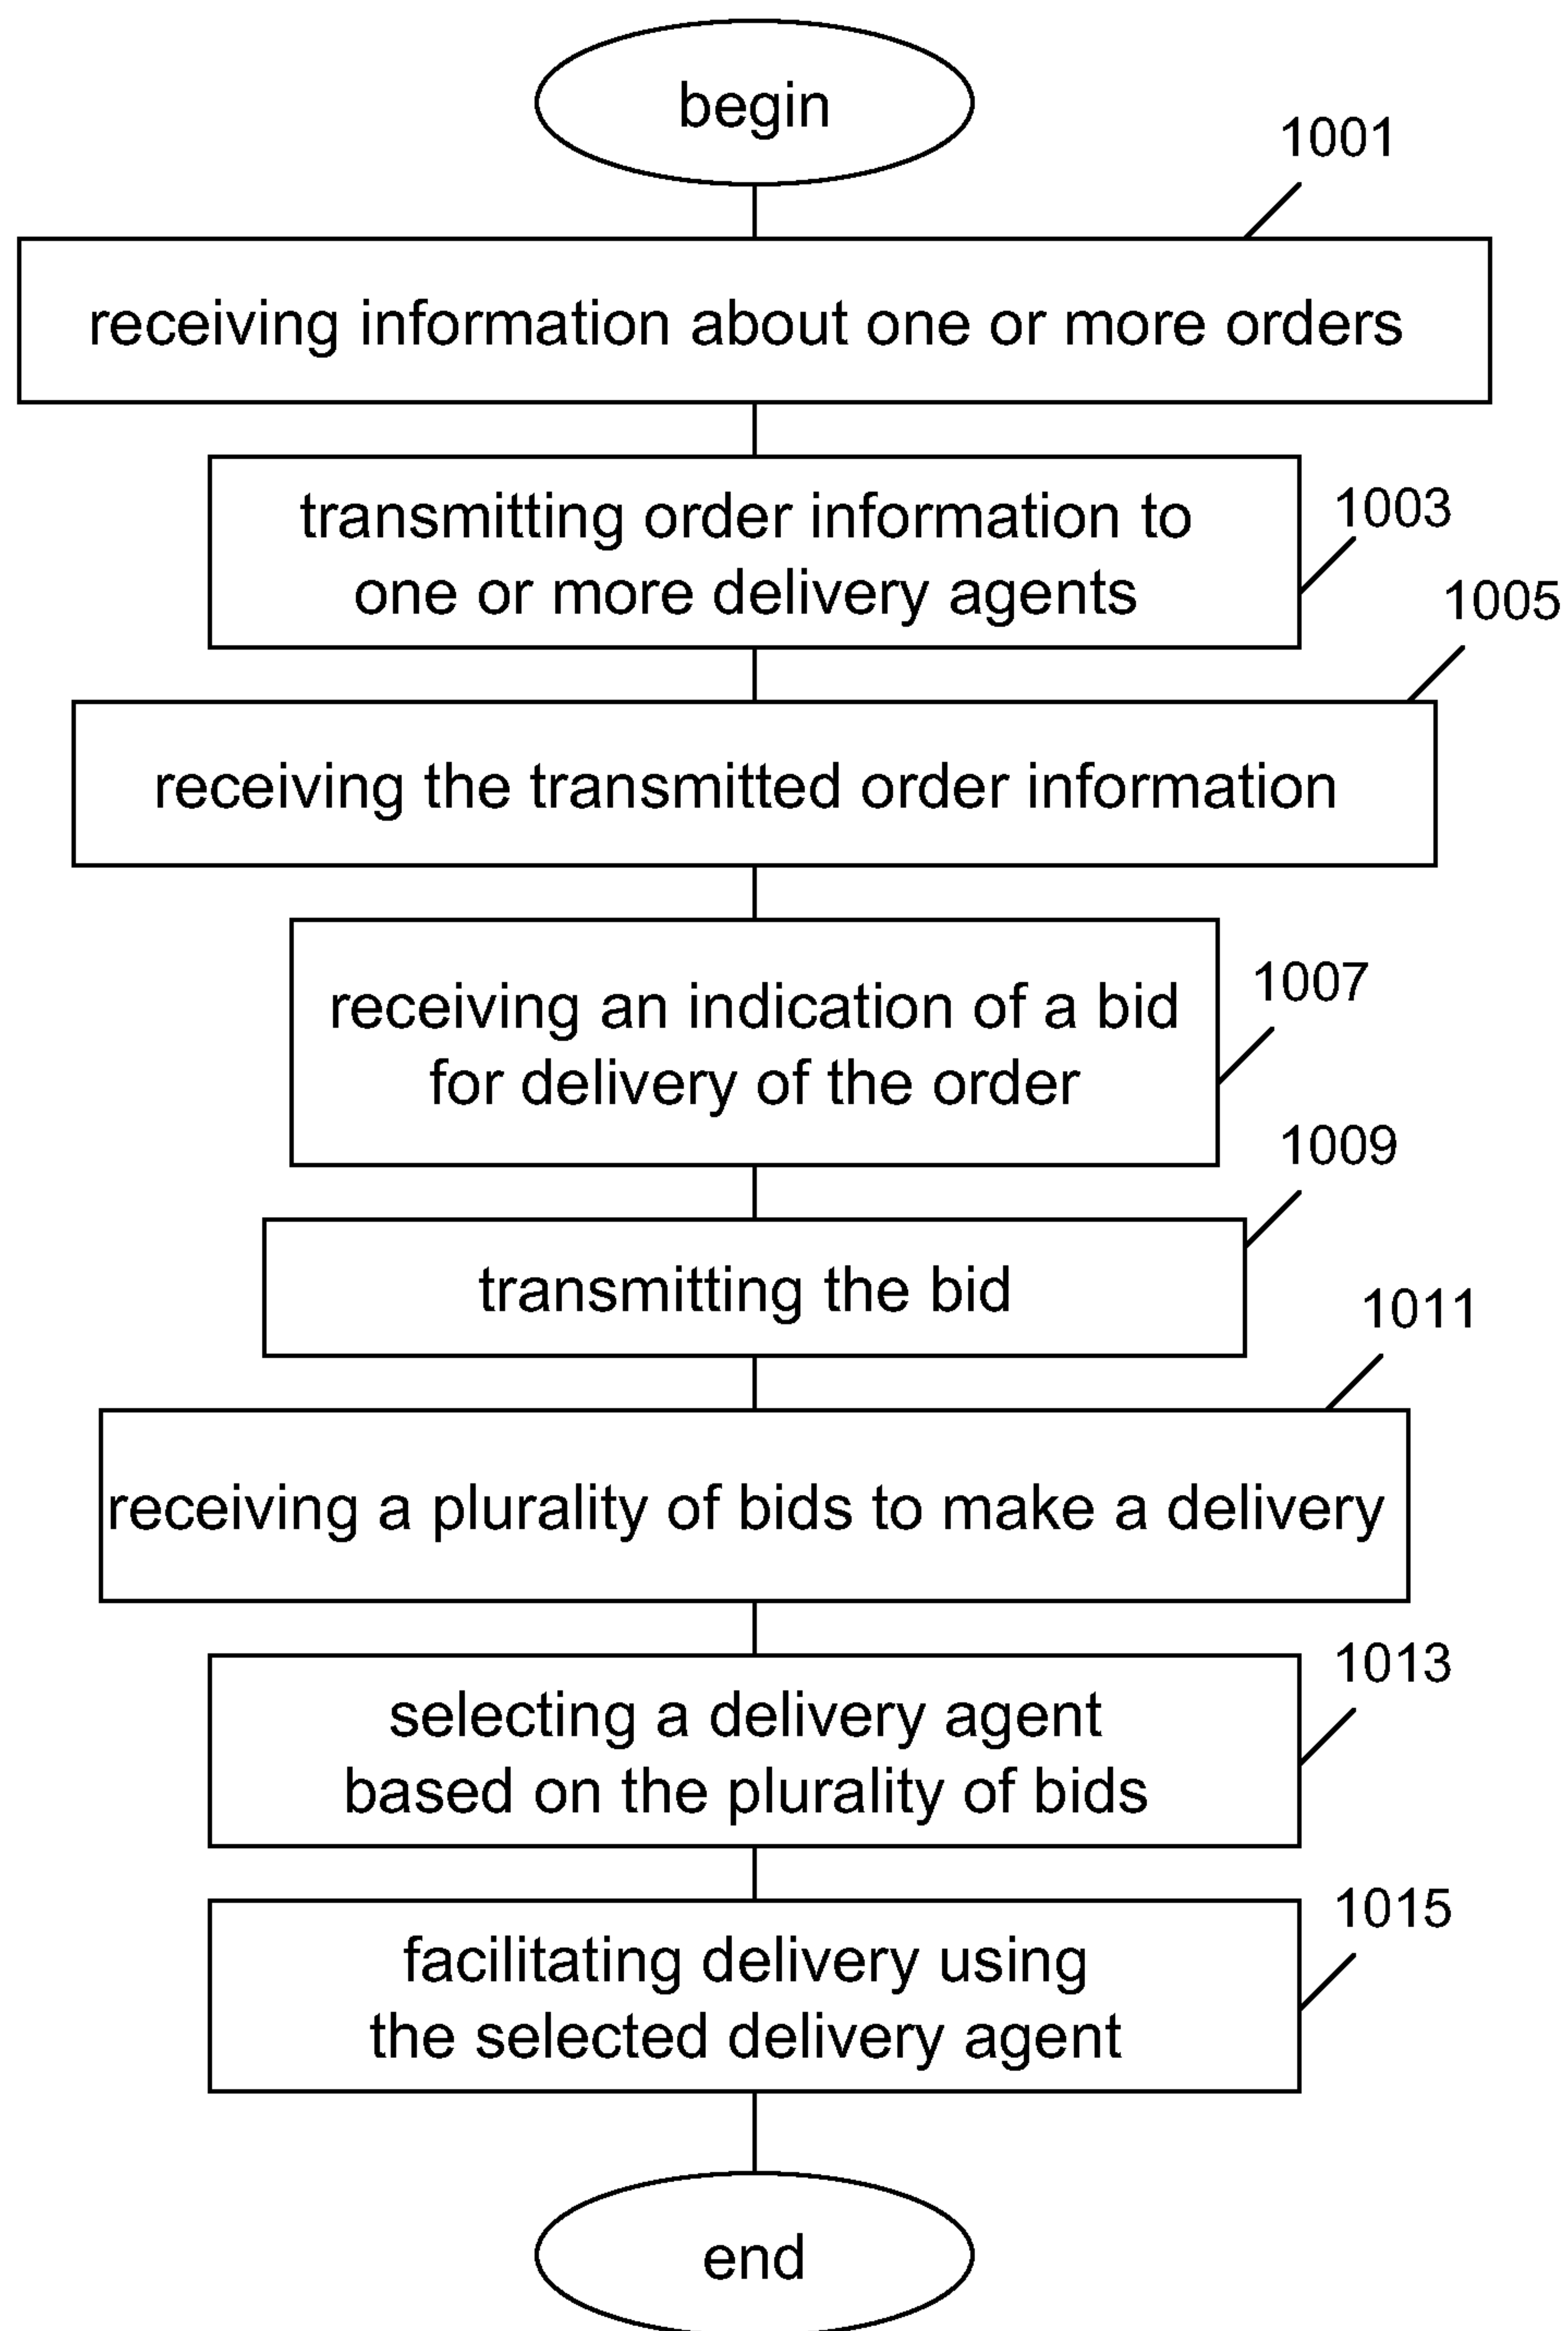 begin
1001
receiving information about one or more orders
transmitting order information to
one or more delivery agents
1003
1005
receiving the transmitted order information
receiving an indication of a bid
for delivery of the order
1007
1009
transmitting the bid
1011
receiving a plurality of bids to make a delivery
1013
selecting a delivery agent
based on the plurality of bids
1015
facilitating delivery using
the selected delivery agent
end